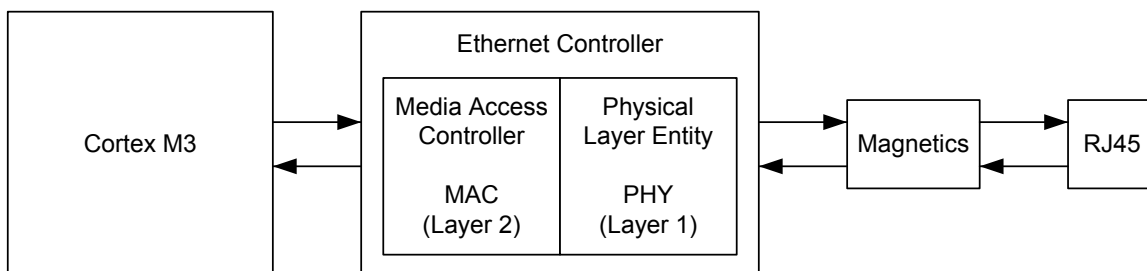 Cortex M3
Ethernet Controller
Media Access
Controller
MAC
(Layer 2)
Physical
Layer Entity
PHY
(Layer 1)
Magnetics
RJ45